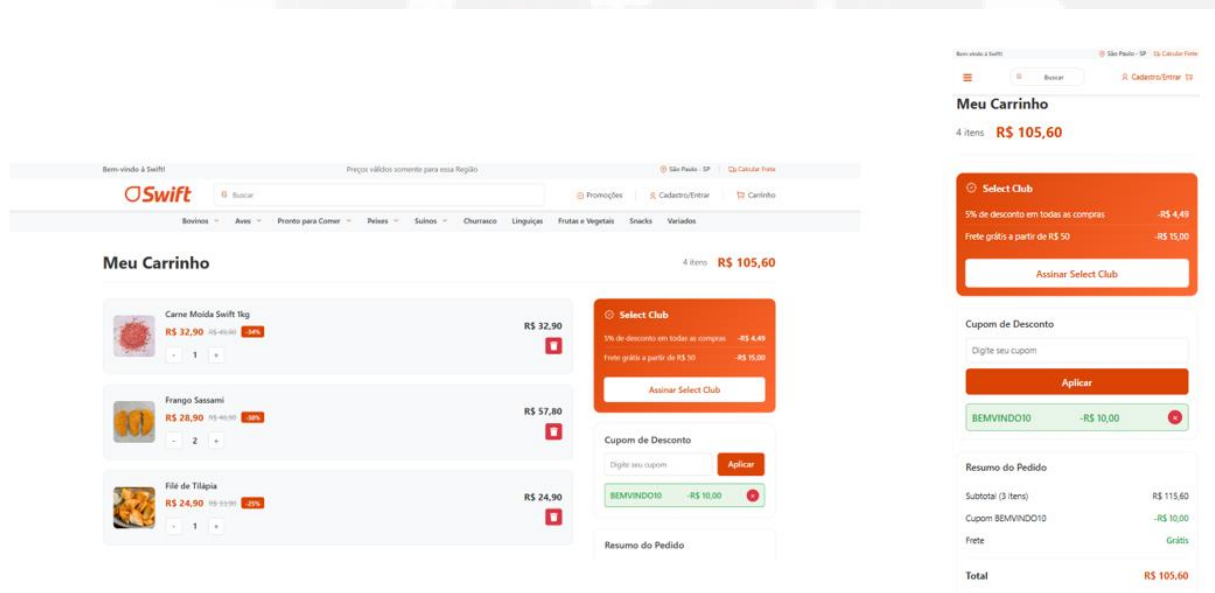 Bem-vindo à Swift!
Preços válidos somente para essa Região
São Paulo - SP
Calcular Frete
Swift
Buscar
Promoções
Cadastro/Entrar
Carrinho
Bovinos
Aves
Pronto para Comer
Peixes
Suínos
Churrasco
Linguiças
Frutas e Vegetais
Snacks
Variados
Meu Carrinho
4 itens R$ 105,60
Carne Moída Swift 1kg
R$ 32,90 R$ 49,90 -34%
- 1 +
R$ 32,90
Frango Sassami
R$ 28,90 -30%
- 2 +
R$ 57,80
Filé de Tilápia
R$ 24,90 R$ 33,90 -25%
- 1 +
R$ 24,90
Select Club
5% de desconto em todas as compras -R$ 4,49
Frete grátis a partir de R$ 50 -R$ 15,00
Assinar Select Club
Cupom de Desconto
Digite seu cupom
Aplicar
BEMVINDO10 -R$ 10,00
Resumo do Pedido
Bem-vindo à Swift!
São Paulo - SP
Calcular Frete
Buscar
Cadastro/Entrar
Meu Carrinho
4 itens R$ 105,60
Select Club
5% de desconto em todas as compras -R$ 4,49
Frete grátis a partir de R$ 50 -R$ 15,00
Assinar Select Club
Cupom de Desconto
Digite seu cupom
Aplicar
BEMVINDO10 -R$ 10,00
Resumo do Pedido
Subtotal (3 itens) R$ 115,60
Cupom BEMVINDO10 -R$ 10,00
Frete Grátis
Total R$ 105,60